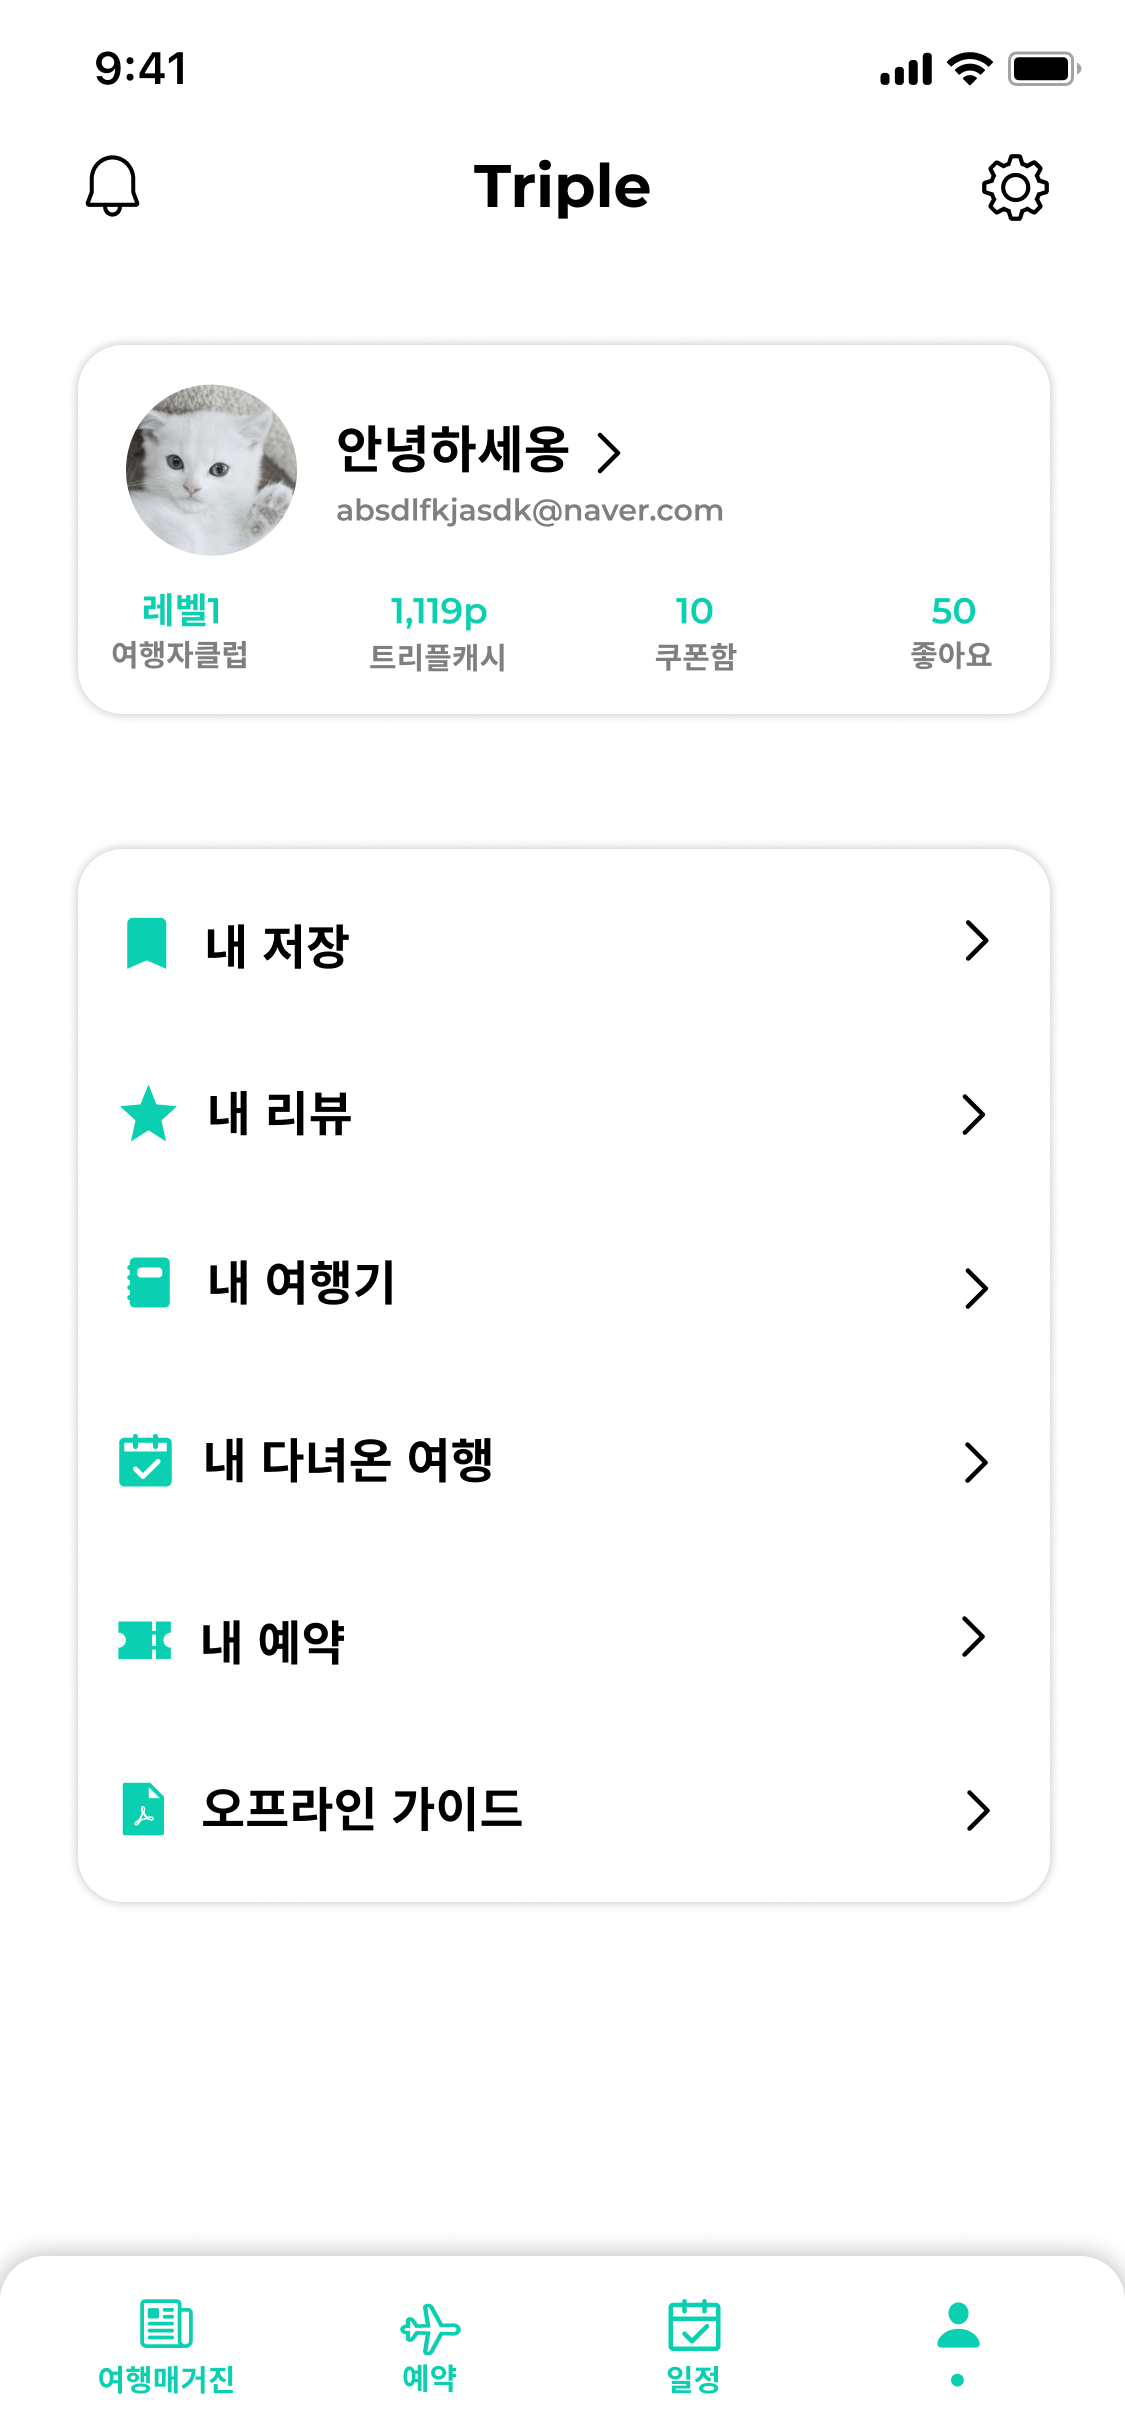 9:41
Triple
안녕하세옹
absdlfkjasdk@naver.com
레벨1 1,119p 10 50
여행자클럽 트리플캐시 쿠폰함 좋아요
내 저장
내 리뷰
내 여행기
내 다녀온 여행
내 예약
오프라인 가이드
여행매거진 예약 일정